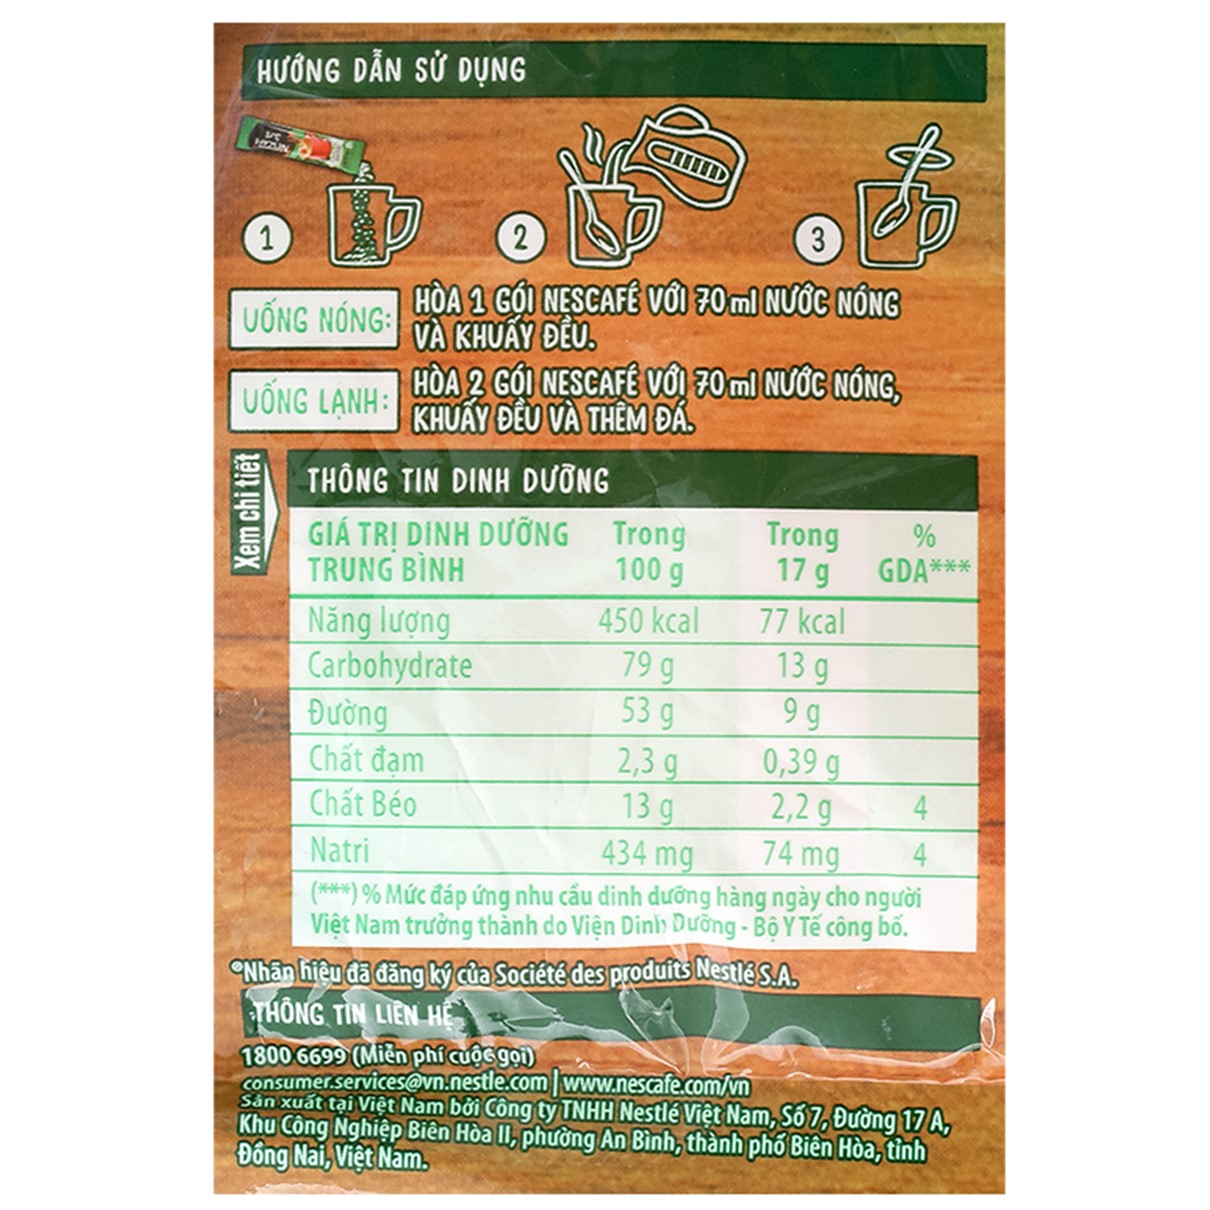 HƯỚNG DẪN SỬ DỤNG
NESCAFÉ
3in1
1
2
3
UỐNG NÓNG:
HÒA 1 GÓI NESCAFÉ VỚI 70 ml NƯỚC NÓNG
VÀ KHUẤY ĐỀU.
UỐNG LẠNH:
HÒA 2 GÓI NESCAFÉ VỚI 70 ml NƯỚC NÓNG,
KHUẤY ĐỀU VÀ THÊM ĐÁ.
Xem chi tiết
THÔNG TIN DINH DƯỠNG
GIÁ TRỊ DINH DƯỠNG Trong Trong %
TRUNG BÌNH 100 g 17 g GDA***
Năng lượng 450 kcal 77 kcal
Carbohydrate 79 g 13 g
Đường 53 g 9 g
Chất đạm 2,3 g 0,39 g
Chất Béo 13 g 2,2 g 4
Natri 434 mg 74 mg 4
(***) % Mức đáp ứng nhu cầu dinh dưỡng hàng ngày cho người
Việt Nam trưởng thành do Viện Dinh Dưỡng - Bộ Y Tế công bố.
®Nhãn hiệu đã đăng ký của Société des produits Nestlé S.A.
THÔNG TIN LIÊN HỆ
1800 6699 (Miễn phí cuộc gọi)
consumer.services@vn.nestle.com | www.nescafe.com/vn
Sản xuất tại Việt Nam bởi Công ty TNHH Nestlé Việt Nam, Số 7, Đường 17 A,
Khu Công Nghiệp Biên Hòa II, phường An Bình, thành phố Biên Hòa, tỉnh
Đồng Nai, Việt Nam.